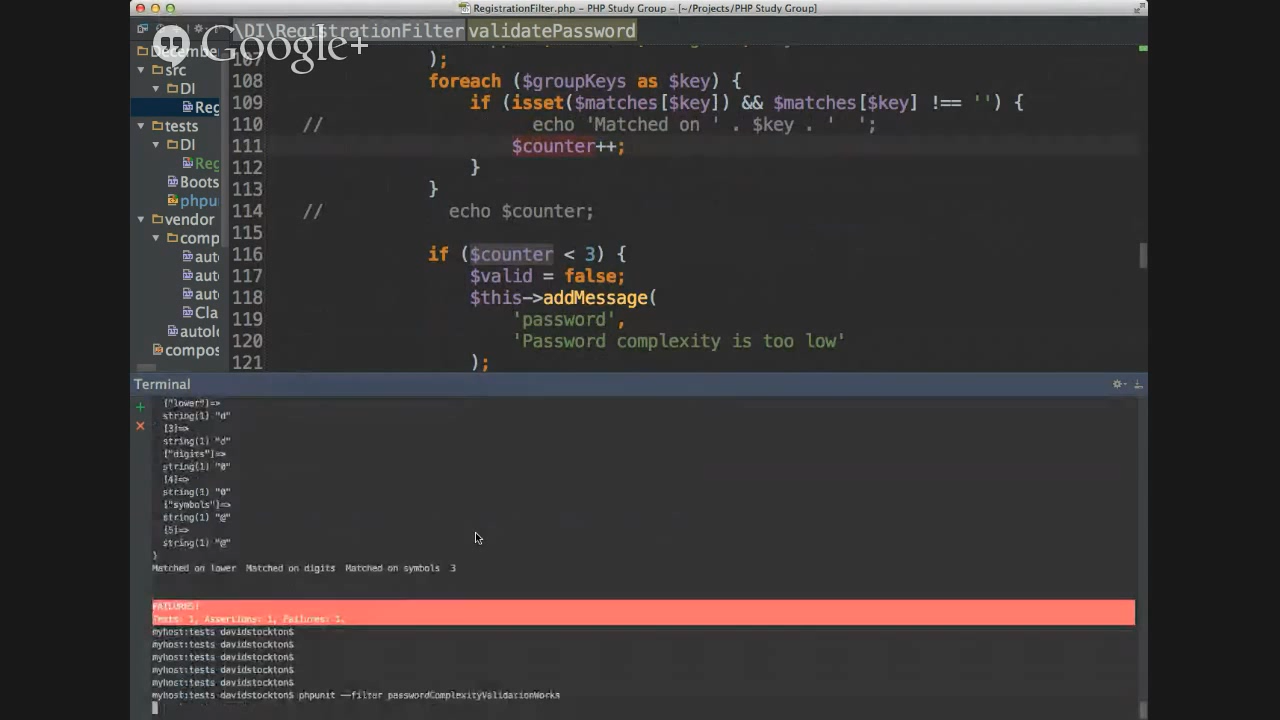 RegistrationFilter.php – PHP Study Group – [~/Projects/PHP Study Group]
\DI\RegistrationFilter validatePassword
Google+
src
DI
Reg
tests
DI
Reg
Boots
phpu
vendor
comp
aut
aut
aut
Cla
autol
compos
107 );
108 foreach ($groupKeys as $key) {
109 if (isset($matches[$key]) && $matches[$key] !== '') {
110 // echo 'Matched on ' . $key . ' ';
111 $counter++;
112 }
113 }
114 // echo $counter;
115
116 if ($counter < 3) {
117 $valid = false;
118 $this->addMessage(
119 'password',
120 'Password complexity is too low'
121 );
Terminal
["lower"]=>
string(1) "d"
[3]=>
string(1) "d"
["digits"]=>
string(1) "0"
[4]=>
string(1) "0"
["symbols"]=>
string(1) "@"
[5]=>
string(1) "@"
}
Matched on lower Matched on digits Matched on symbols 3
FAILURES!
Tests: 1, Assertions: 1, Failures: 1.
myhost:tests davidstockton$
myhost:tests davidstockton$
myhost:tests davidstockton$
myhost:tests davidstockton$
myhost:tests davidstockton$
myhost:tests davidstockton$ phpunit --filter passwordComplexityValidationWorks